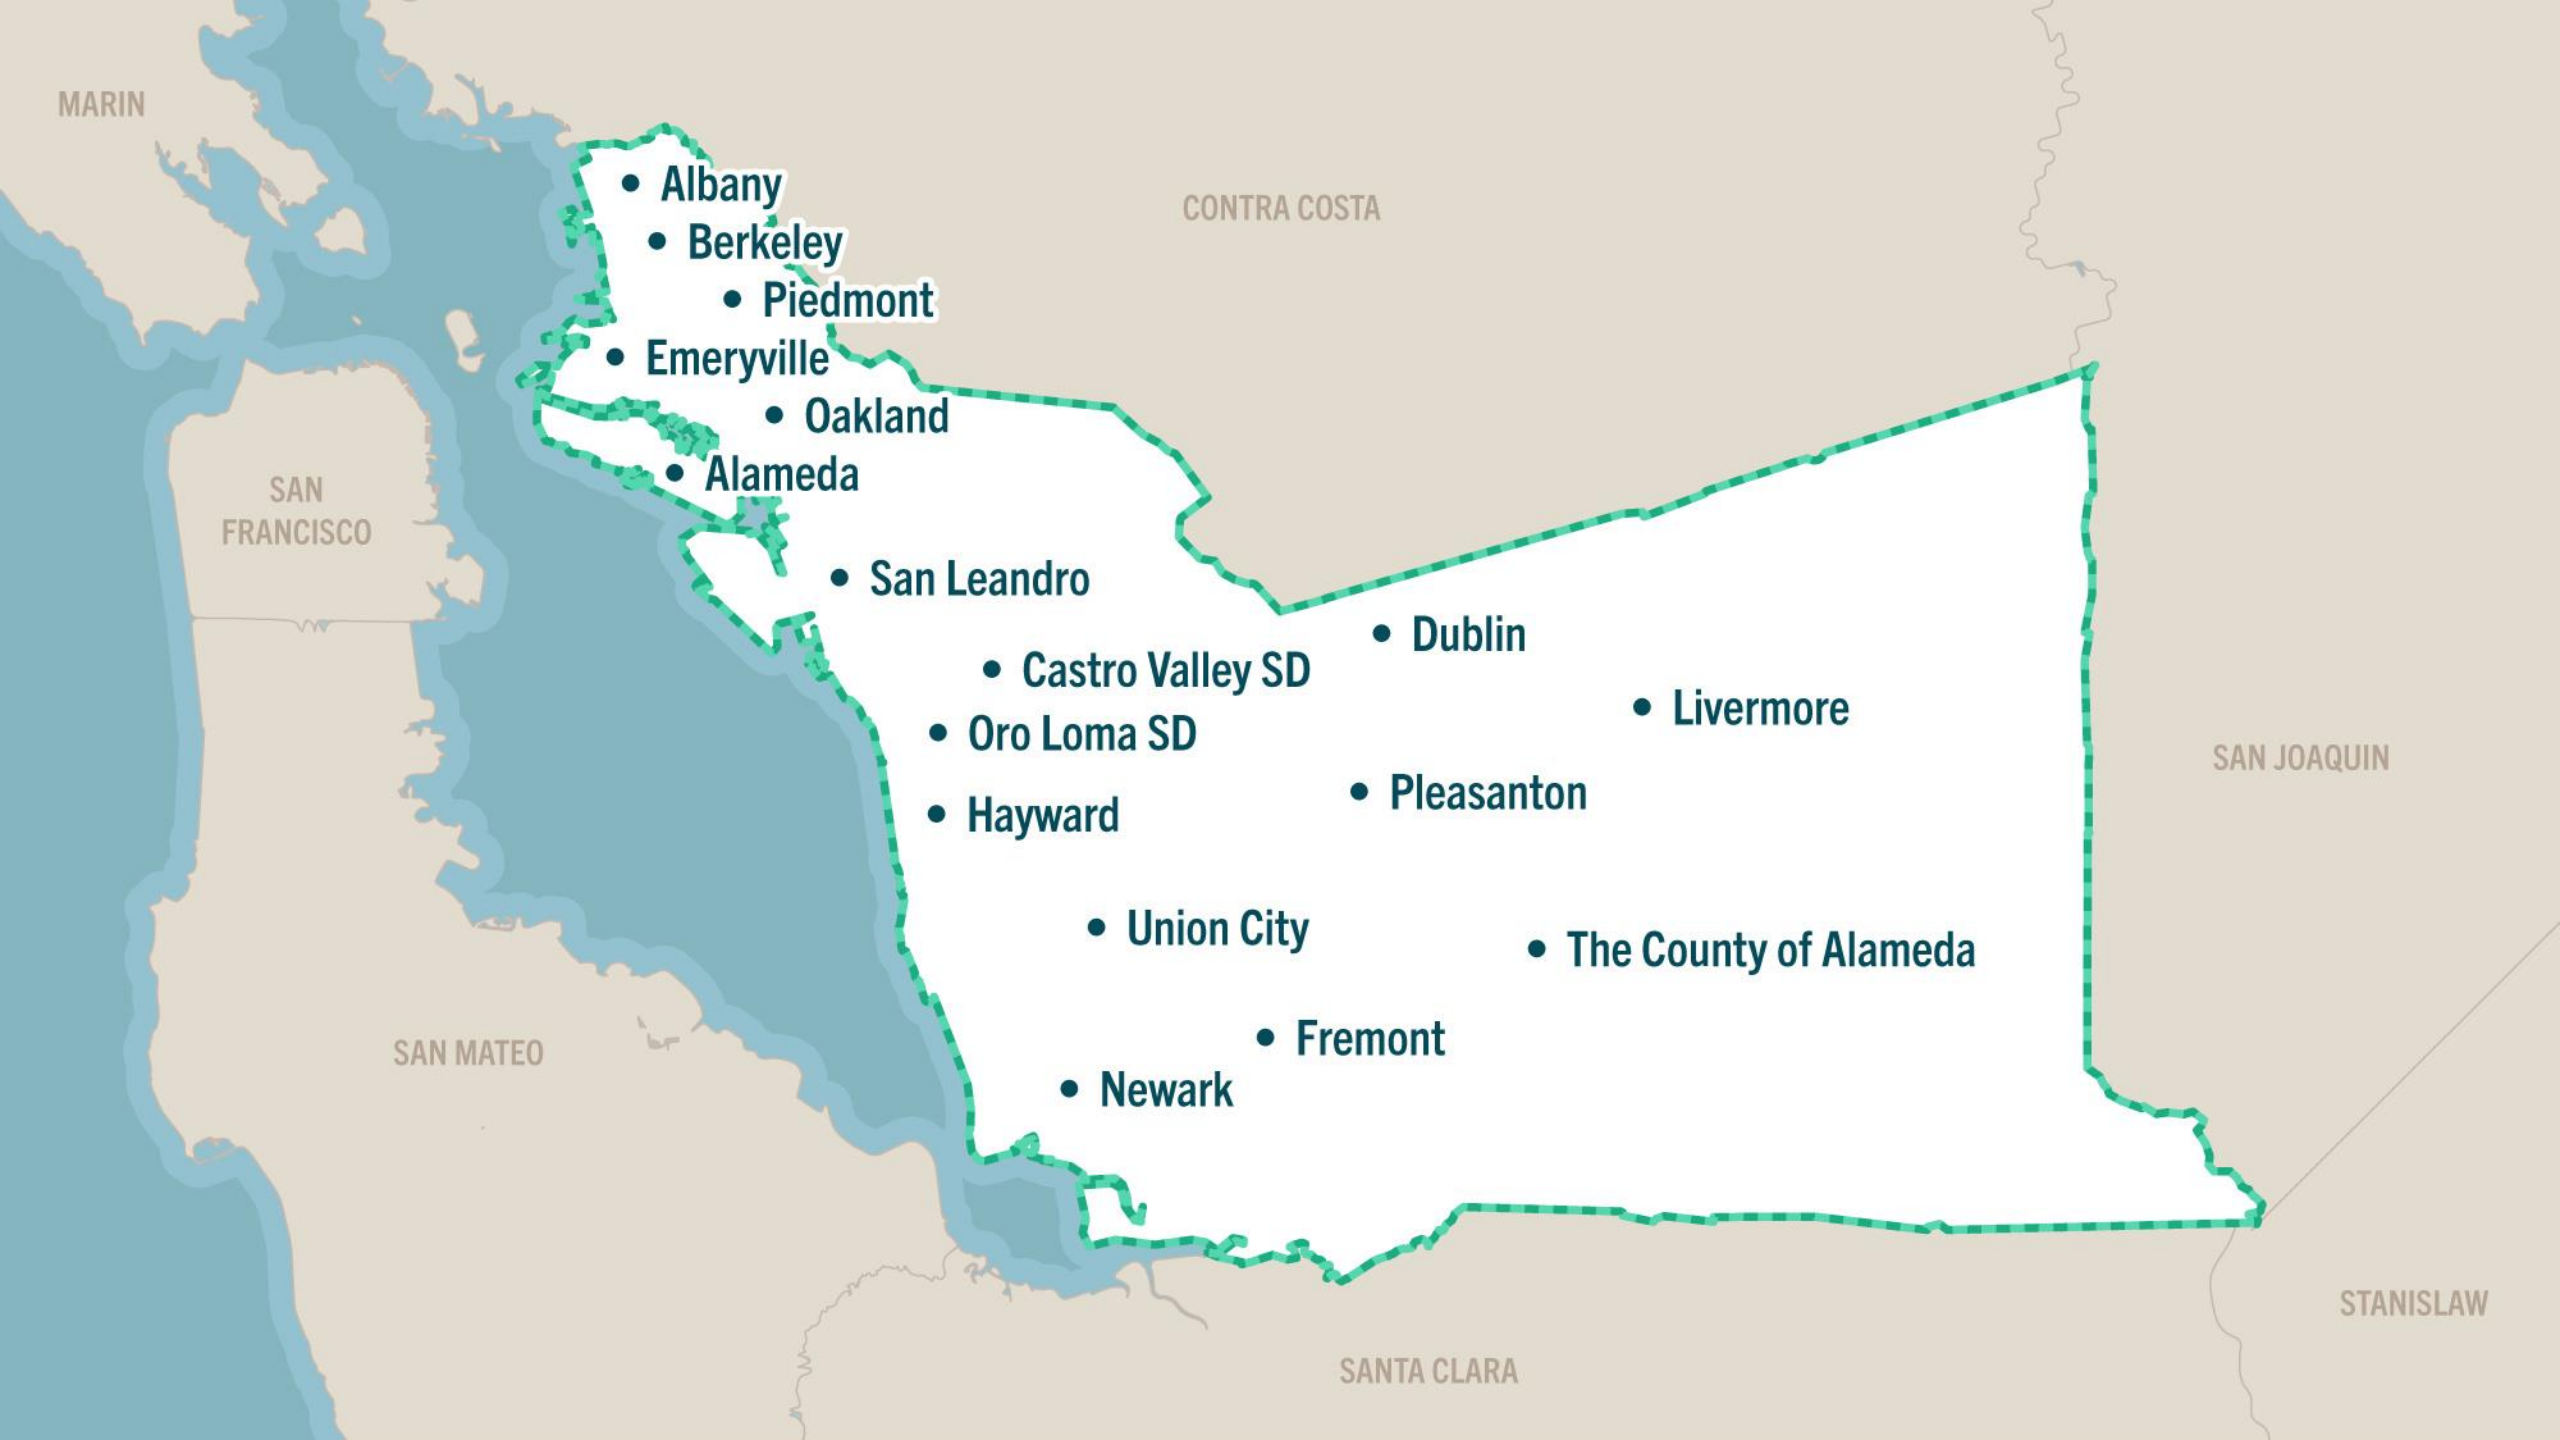 MARIN
Albany
CONTRA COSTA
Berkeley
Piedmont
Emeryville
Oakland
Alameda
SAN
FRANCISCO
San Leandro
Dublin
Castro Valley SD
Livermore
Oro Loma SD
SAN JOAQUIN
Pleasanton
Hayward
Union City
The County of Alameda
Fremont
SAN MATEO
Newark
STANISLAW
SANTA CLARA